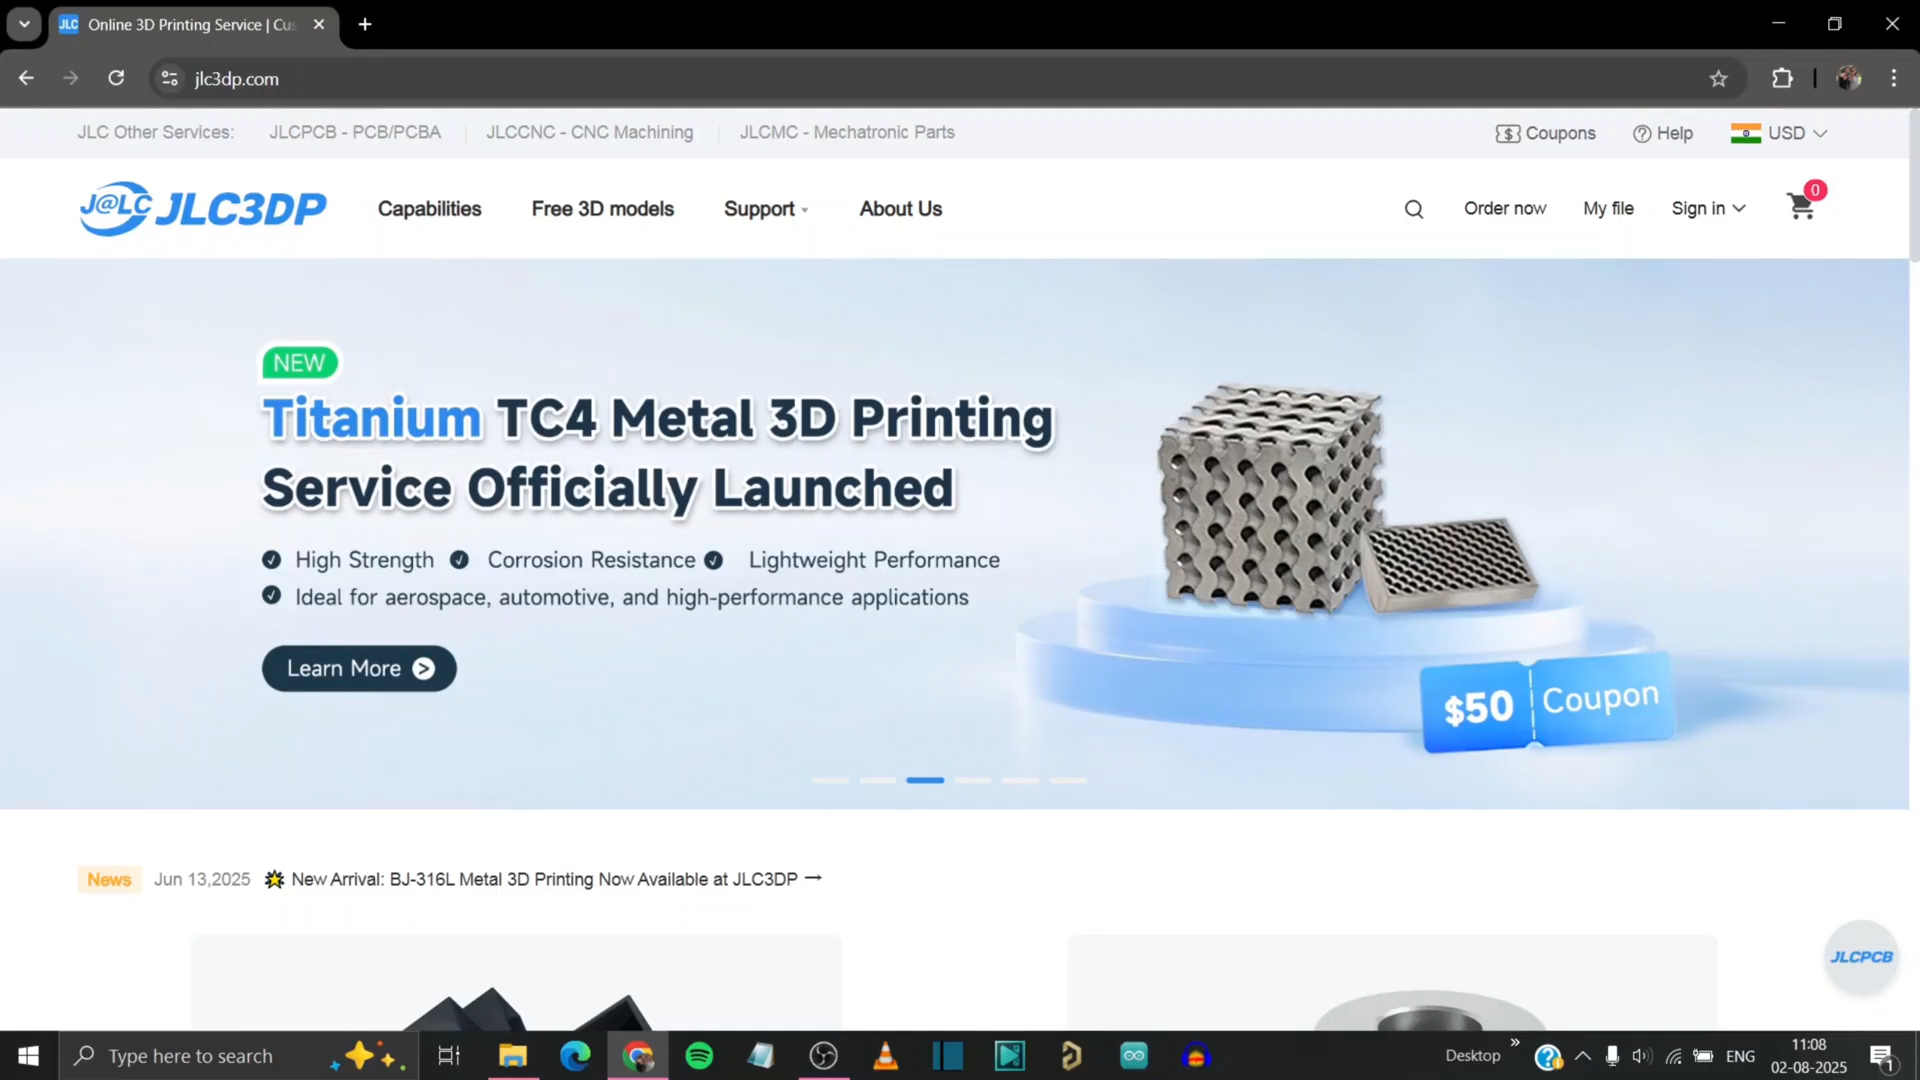 JLC Online 3D Printing Service | Cus
jlc3dp.com
JLC Other Services: JLCPCB - PCB/PCBA JLCCNC - CNC Machining JLCMC - Mechatronic Parts Coupons Help USD
J@LC JLC3DP Capabilities Free 3D models Support About Us Order now My file Sign in 0
NEW
Titanium TC4 Metal 3D Printing
Service Officially Launched
High Strength Corrosion Resistance Lightweight Performance
Ideal for aerospace, automotive, and high-performance applications
Learn More >
$50 Coupon
News Jun 13,2025 New Arrival: BJ-316L Metal 3D Printing Now Available at JLC3DP →
JLCPCB
Type here to search Desktop » ENG 11:08
02-08-2025 1